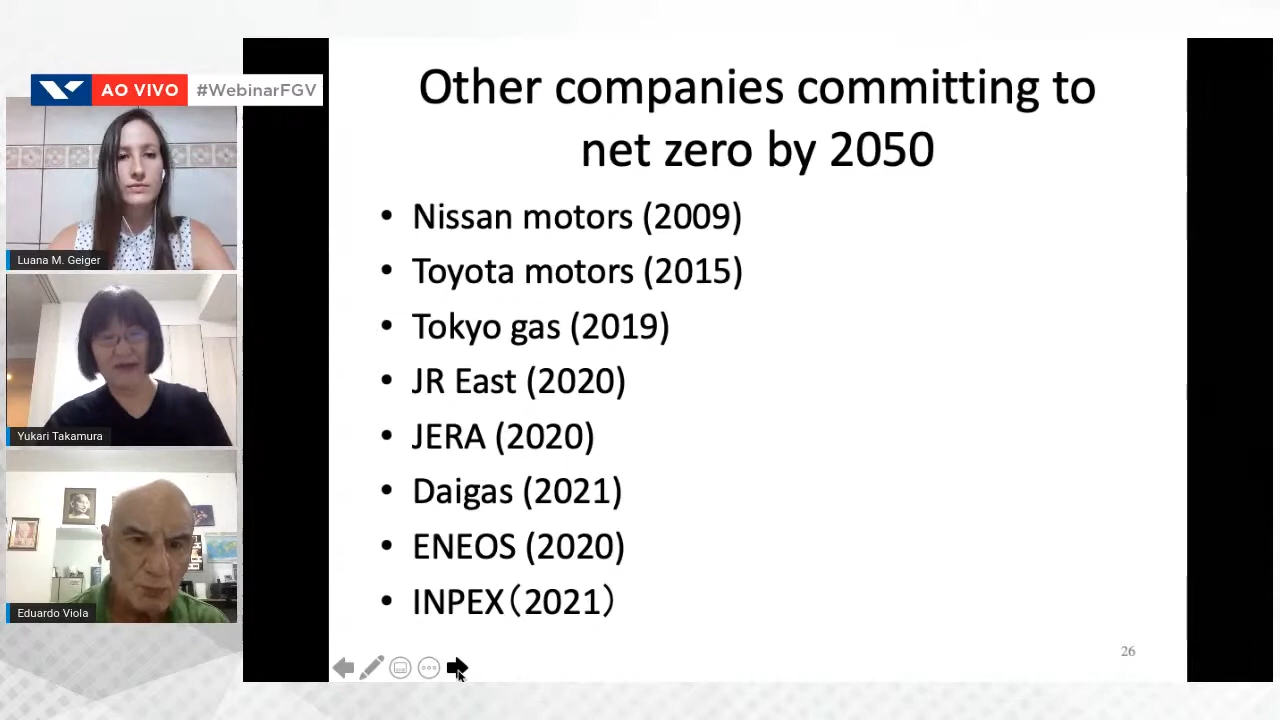 AO VIVO #WebinarFGV
Luana M. Geiger
Yukari Takamura
Eduardo Viola
Other companies committing to
net zero by 2050
• Nissan motors (2009)
• Toyota motors (2015)
• Tokyo gas (2019)
• JR East (2020)
• JERA (2020)
• Daigas (2021)
• ENEOS (2020)
• INPEX（2021）
26